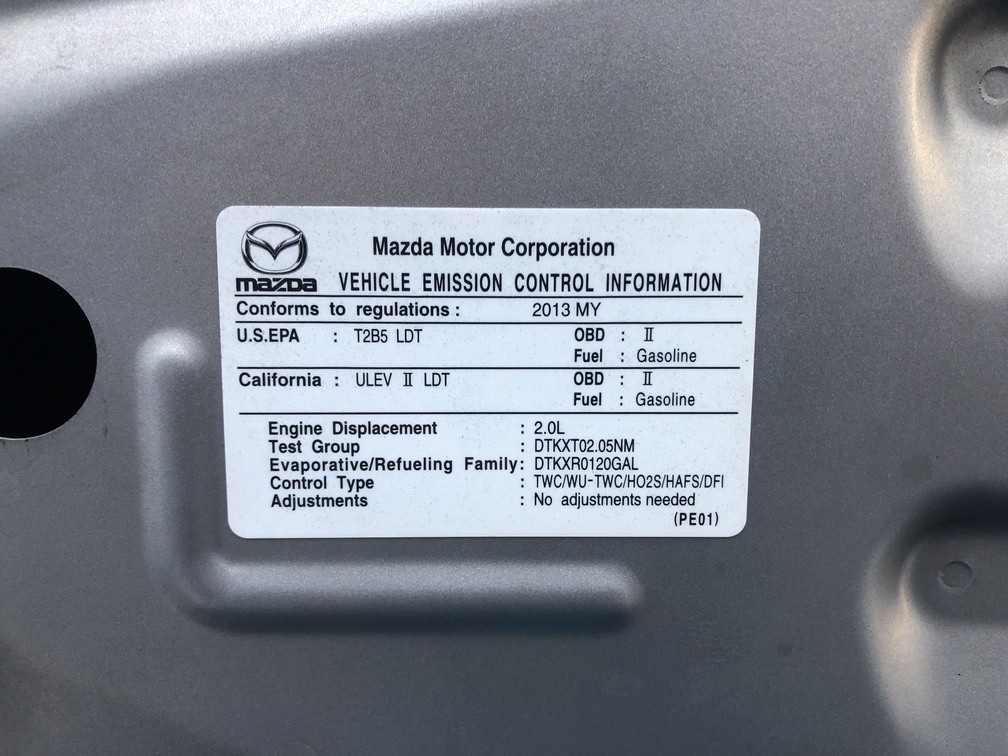 Mazda Motor Corporation
mazda VEHICLE EMISSION CONTROL INFORMATION
Conforms to regulations : 2013 MY
U.S.EPA : T2B5 LDT OBD : Ⅱ
Fuel : Gasoline
California : ULEV Ⅱ LDT OBD : Ⅱ
Fuel : Gasoline
Engine Displacement : 2.0L
Test Group : DTKXT02.05NM
Evaporative/Refueling Family : DTKXR0120GAL
Control Type : TWC/WU-TWC/HO2S/HAFS/DFI
Adjustments : No adjustments needed
(PE01)